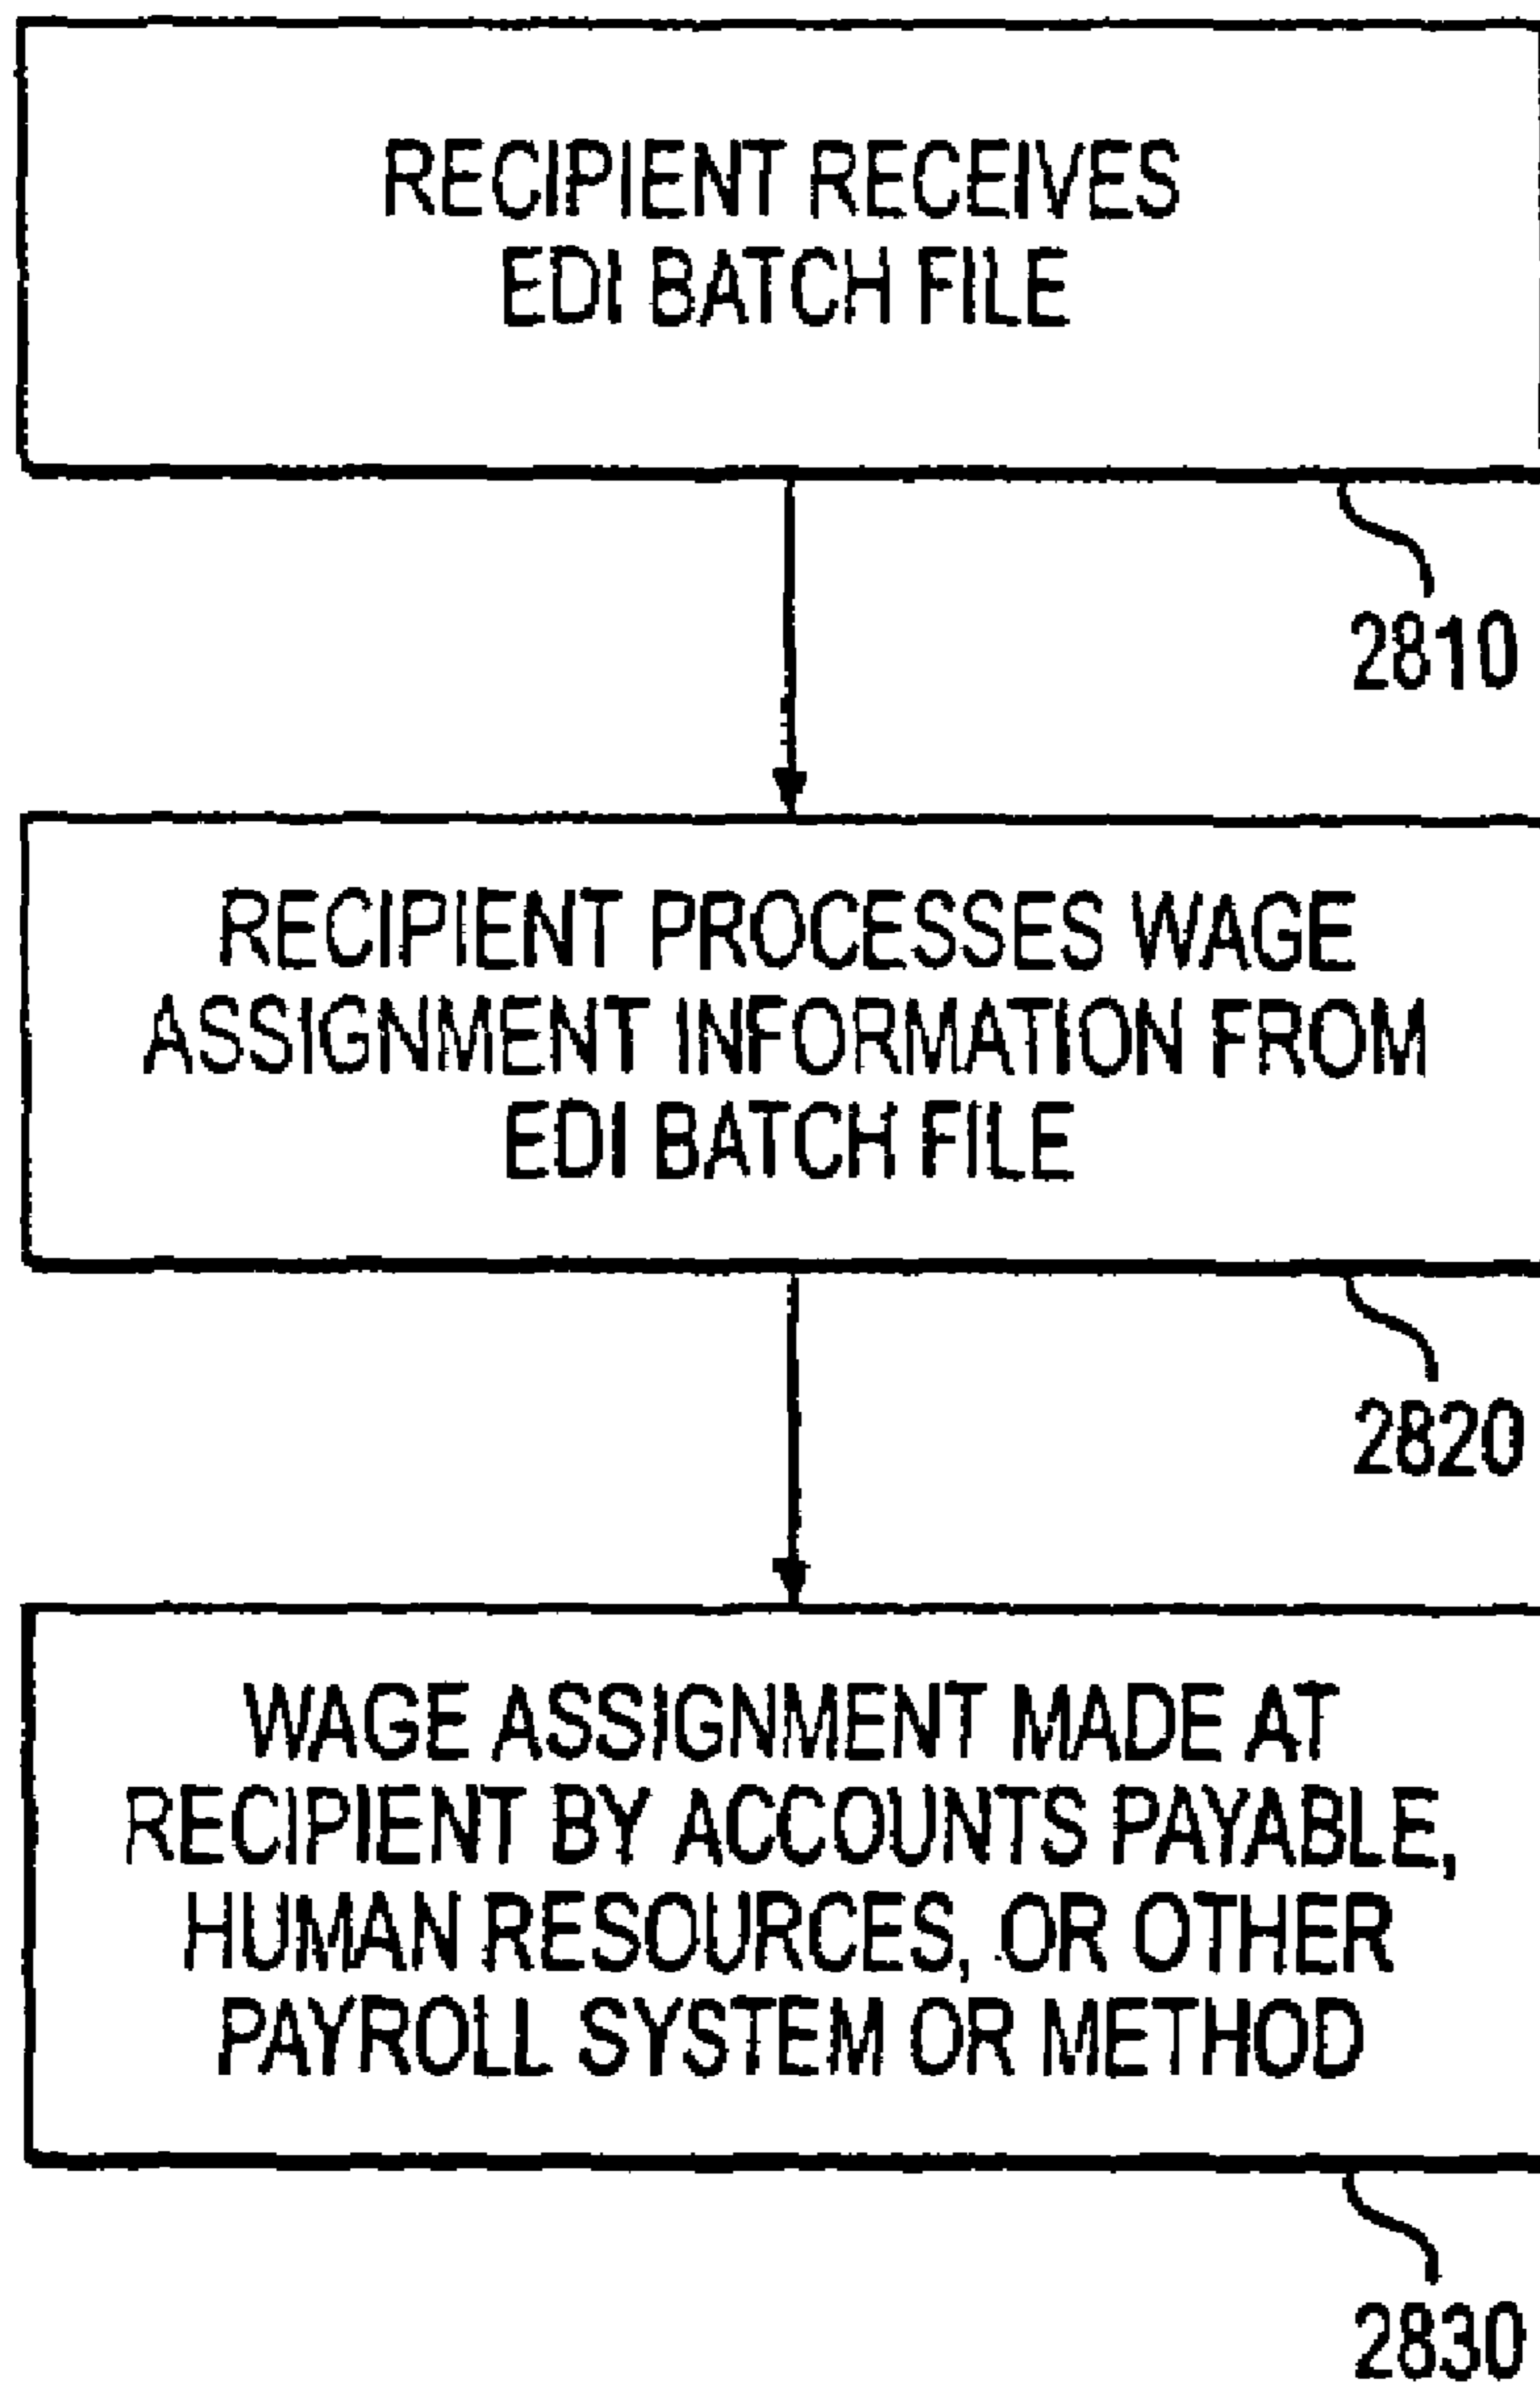 RECIPIENT RECEIVES
EDI BATCH FILE
2810
RECIPIENT PROCESSES WAGE
ASSIGNMENT INFORMATION FROM
EDI BATCH FILE
2820
WAGE ASSIGNMENT MADE AT
RECIPIENT BY ACCOUNTS PAYABLE,
HUMAN RESOURCES, OR OTHER
PAYROLL SYSTEM OR METHOD
2830